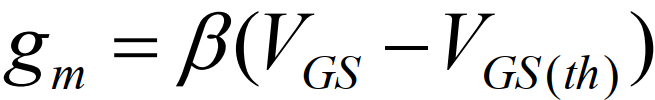 g_m = β(V_GS − V_GS(th))